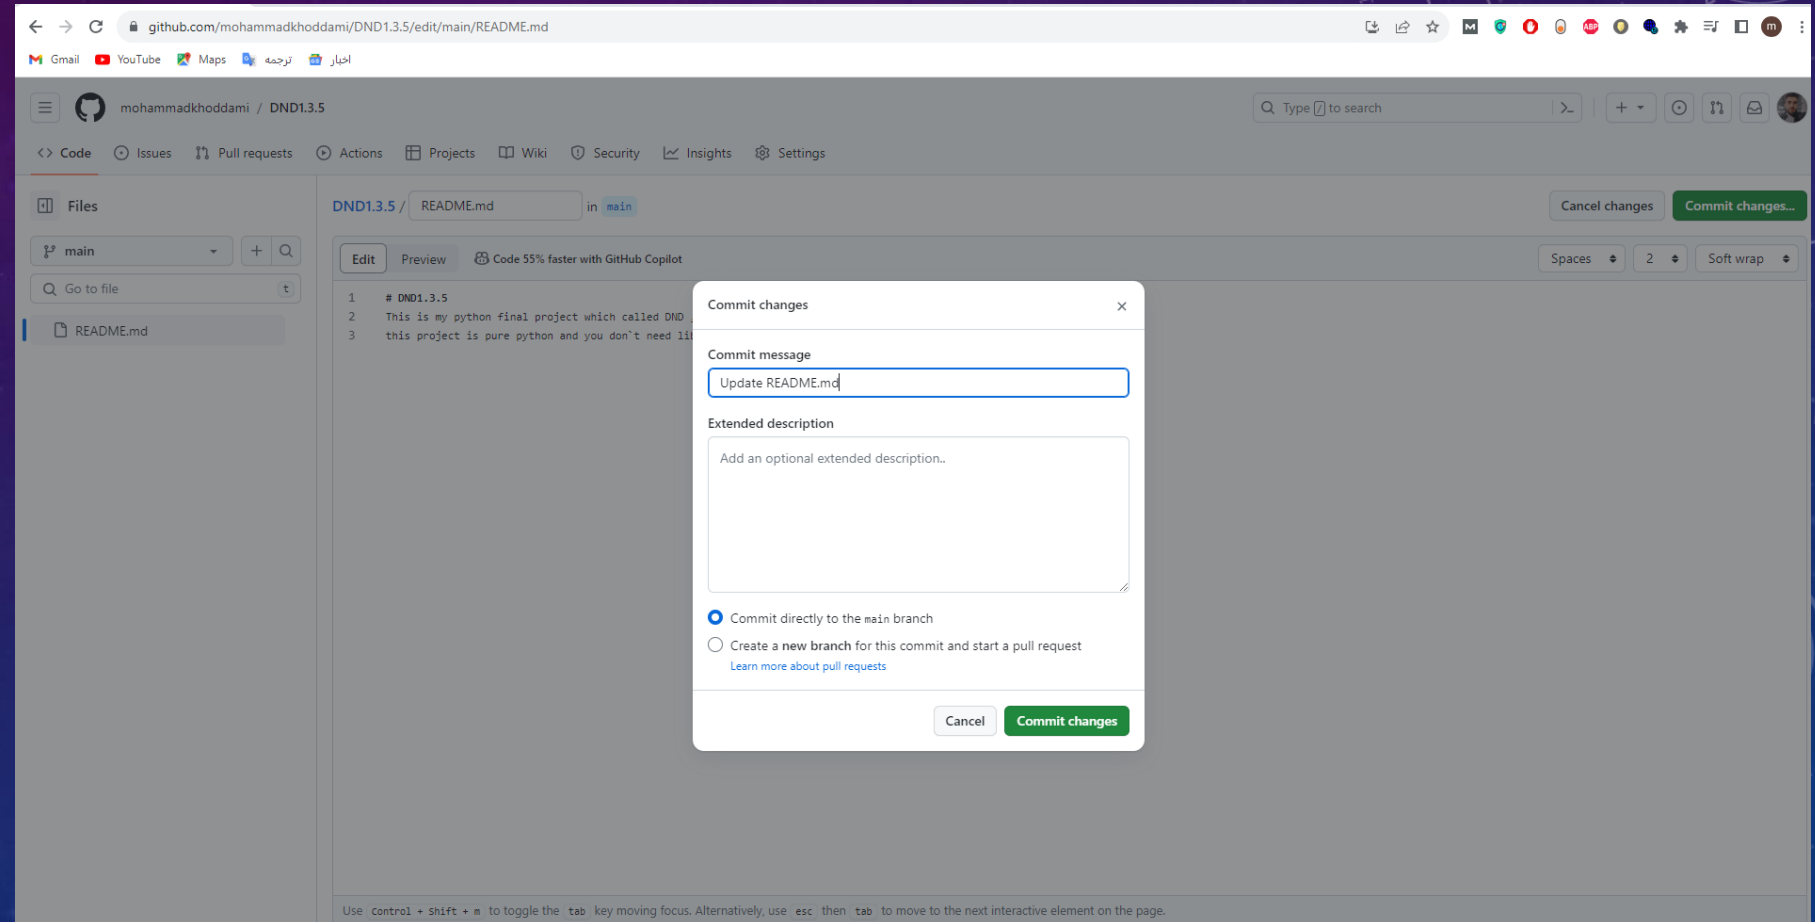 github.com/mohammadkhoddami/DND1.3.5/edit/main/README.md
ABP
m
Gmail YouTube Maps ترجمه اخبار
mohammadkhoddami / DND1.3.5
Type / to search
Code Issues Pull requests Actions Projects Wiki Security Insights Settings
Files
DND1.3.5 / README.md in main
Cancel changes Commit changes...
main
Edit Preview Code 55% faster with GitHub Copilot
Spaces 2 Soft wrap
Go to file t
README.md
1 # DND1.3.5
2 This is my python final project which called DND
3 this project is pure python and you don`t need
Commit changes
Commit message
Update README.md
Extended description
Add an optional extended description..
Commit directly to the main branch
Create a new branch for this commit and start a pull request
Learn more about pull requests
Cancel Commit changes
Use Control + Shift + m to toggle the tab key moving focus. Alternatively, use esc then tab to move to the next interactive element on the page.